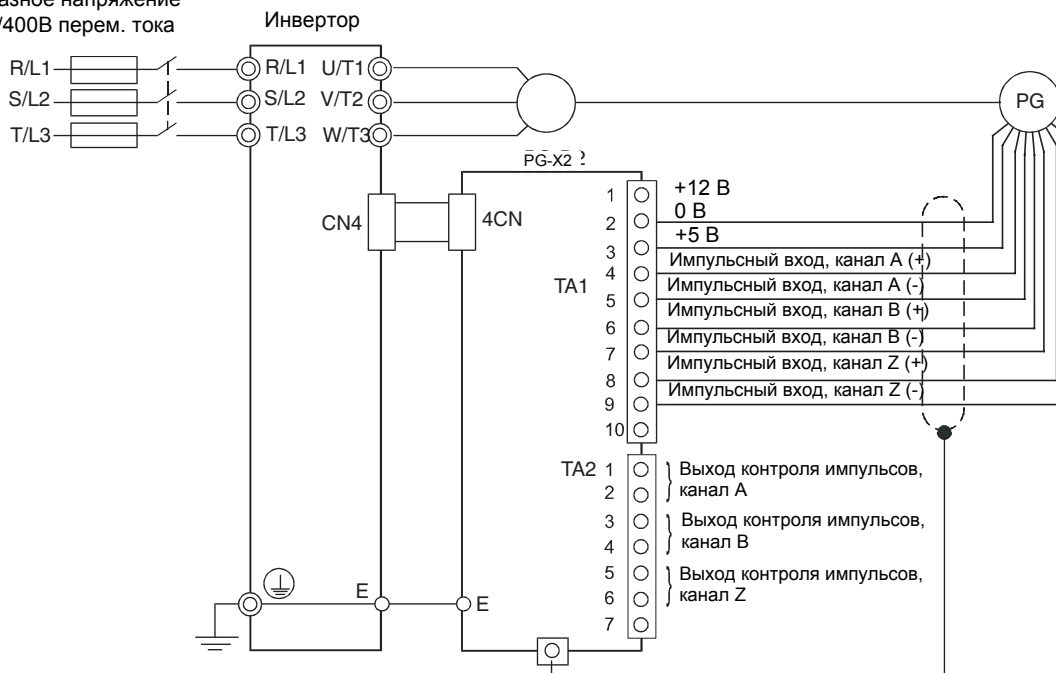 напряжение
/400В перем. тока
Инвертор
R/L1 R/L1 U/T1
S/L2 S/L2 V/T2
T/L3 T/L3 W/T3
PG
PG-X2
CN4 4CN
TA1
1 +12 В
2 0 В
3 +5 В
4 Импульсный вход, канал A (+)
5 Импульсный вход, канал A (-)
6 Импульсный вход, канал B (+)
7 Импульсный вход, канал B (-)
8 Импульсный вход, канал Z (+)
9 Импульсный вход, канал Z (-)
10
TA2
1 Выход контроля импульсов,
2 канал A
3 Выход контроля импульсов,
4 канал B
5 Выход контроля импульсов,
6 канал Z
7
E E